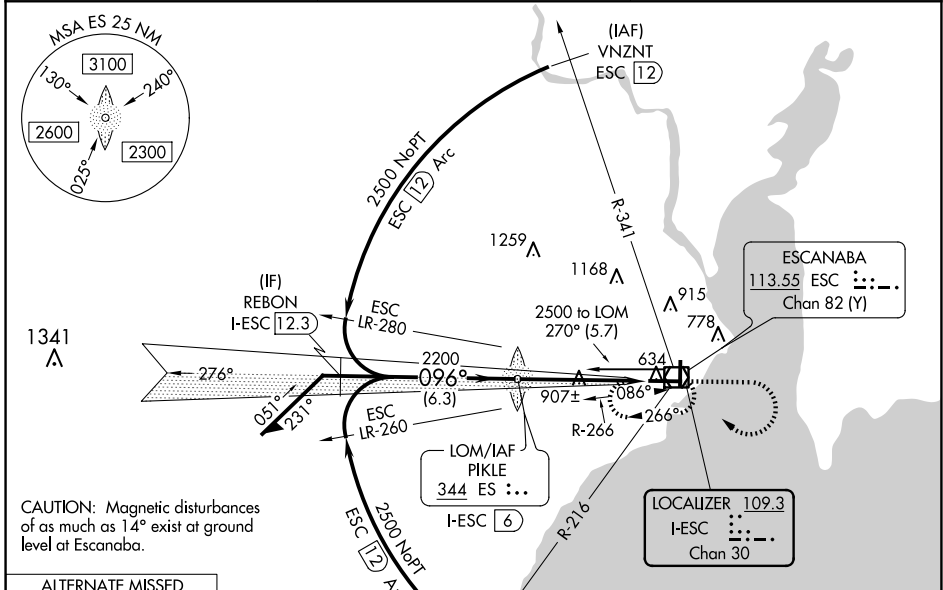 MSA ES 25 NM
3100
130°
240°
2600
2300
025°
(IAF)
VNZNT
ESC 12
2500 NoPT
ESC 12 Arc
R-341
1259
1168
ESCANABA
113.55 ESC
Chan 82 (Y)
915
778
(IF)
REBON
I-ESC 12.3
ESC
LR-280
2500 to LOM
270° (5.7)
1341
2200
634
276°
096°
(6.3)
907±
086°
051°
231°
ESC
LR-260
R-266
266°
LOM/IAF
PIKLE
344 ES
I-ESC 6
R-216
LOCALIZER 109.3
I-ESC
Chan 30
CAUTION: Magnetic disturbances
of as much as 14° exist at ground
level at Escanaba.
2500 NoPT
ESC 12 A
ALTERNATE MISSED